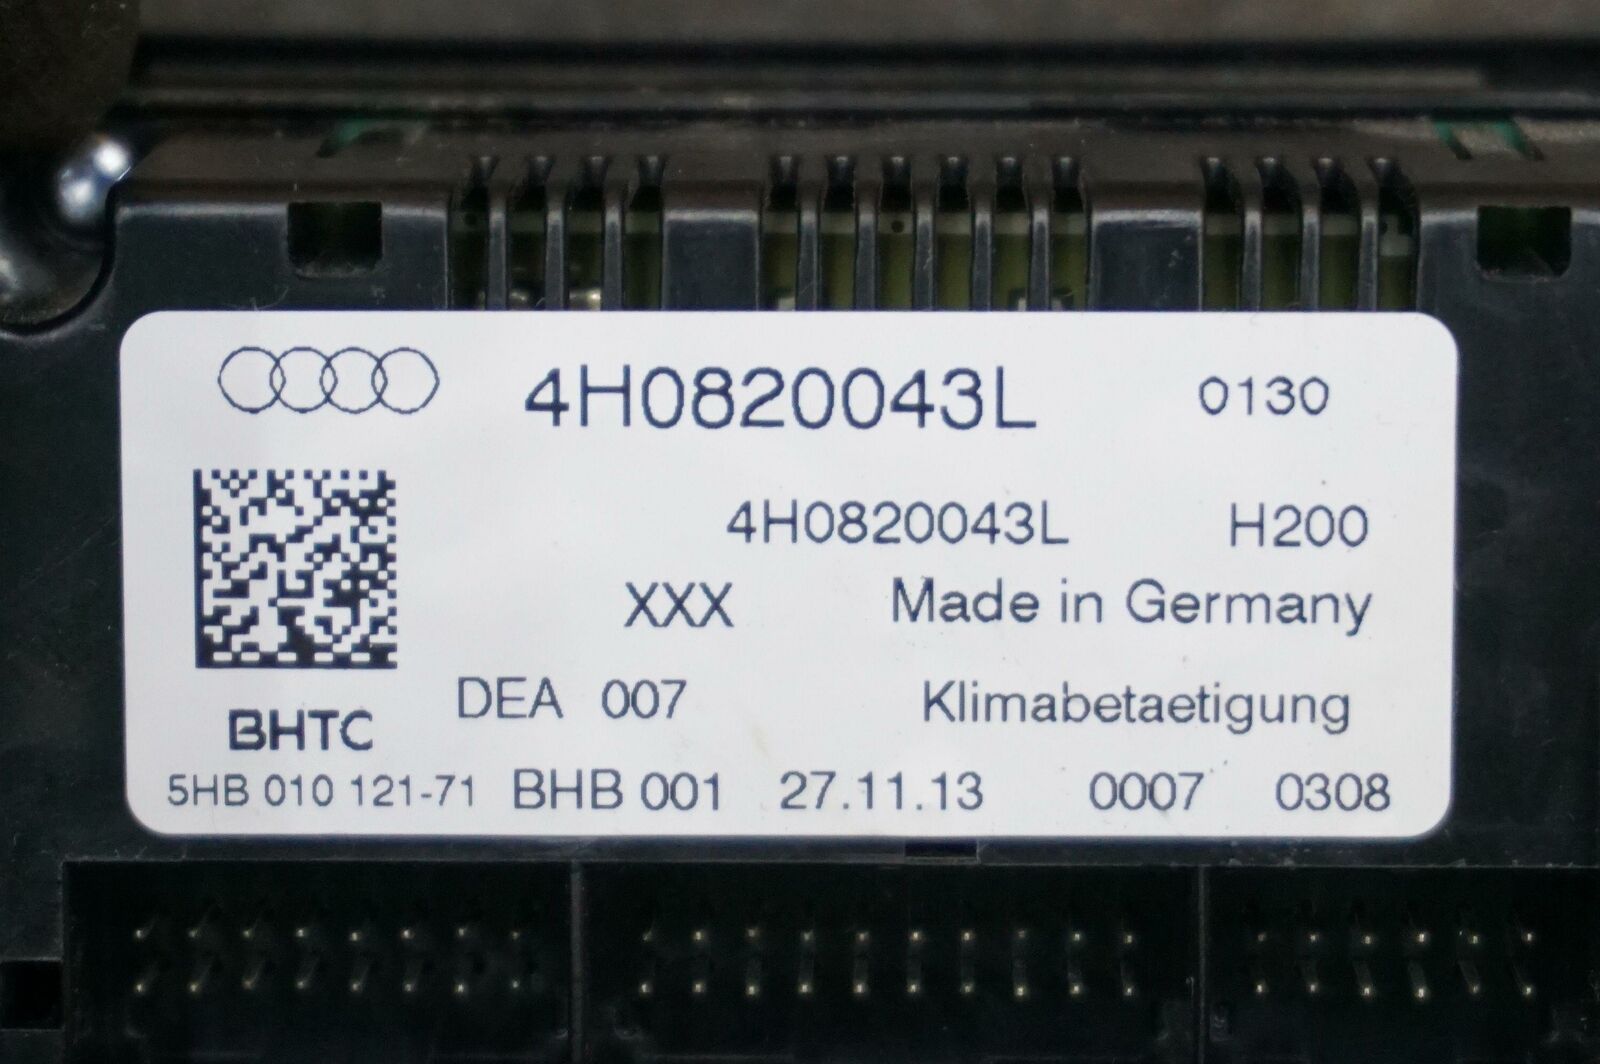 4H0820043L 0130
4H0820043L H200
XXX Made in Germany
DEA 007 Klimabetaetigung
BHTC
5HB 010 121-71 BHB 001 27.11.13 0007 0308